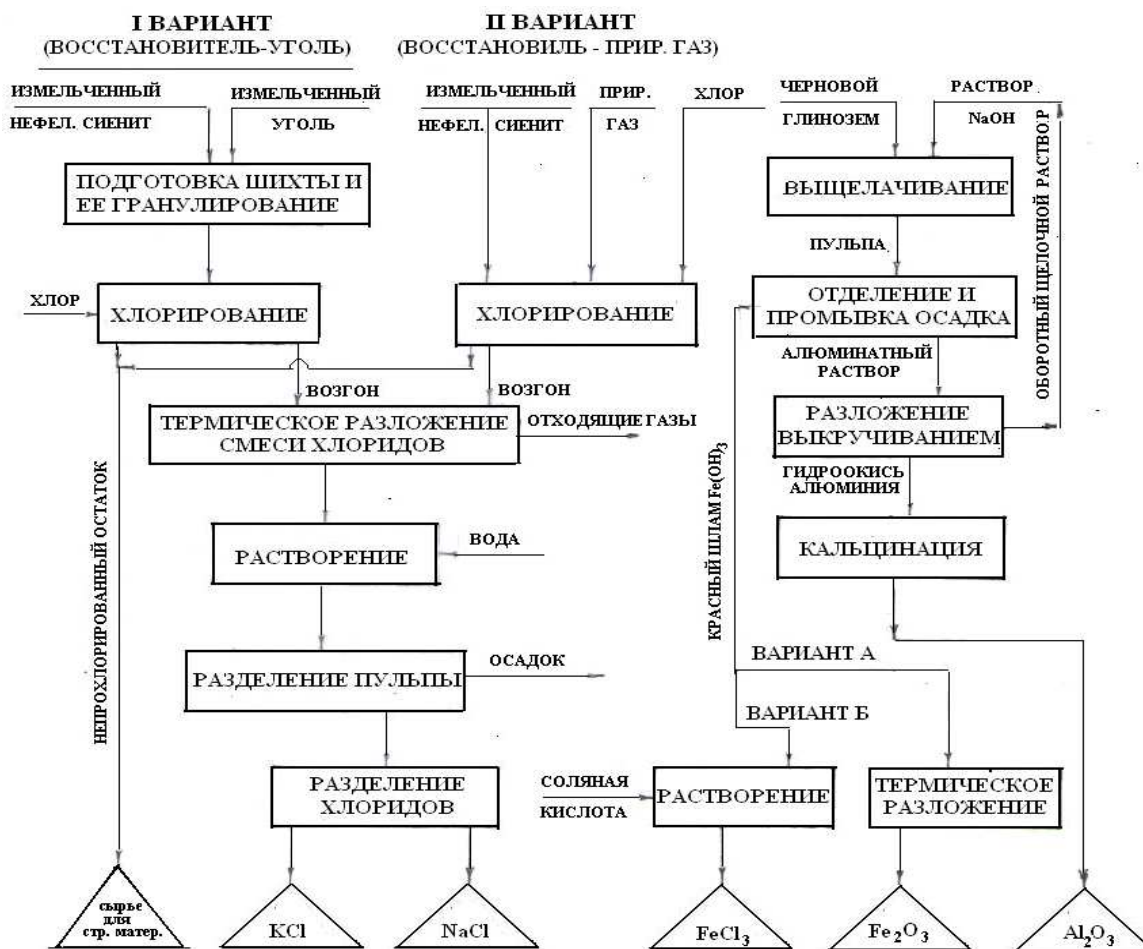 I ВАРИАНТ
(ВОССТАНОВИТЕЛЬ-УГОЛЬ)
II ВАРИАНТ
(ВОССТАНОВИЛЬ - ПРИР. ГАЗ)
ИЗМЕЛЬЧЕННЫЙ
НЕФЕЛ. СИЕНИТ
ИЗМЕЛЬЧЕННЫЙ
УГОЛЬ
ИЗМЕЛЬЧЕННЫЙ
НЕФЕЛ. СИЕНИТ
ПРИР.
ГАЗ
ХЛОР
ЧЕРНОВОЙ
ГЛИНОЗЕМ
РАСТВОР
NaOH
ПОДГОТОВКА ШИХТЫ И
ЕЕ ГРАНУЛИРОВАНИЕ
ВЫЩЕЛАЧИВАНИЕ
ОБОРОТНЫЙ ЩЕЛОЧНОЙ РАСТВОР
ПУЛЬПА
ХЛОР
ХЛОРИРОВАНИЕ
ХЛОРИРОВАНИЕ
ОТДЕЛЕНИЕ И
ПРОМЫВКА ОСАДКА
АЛЮМИНАТНЫЙ
РАСТВОР
ВОЗГОН
ВОЗГОН
ТЕРМИЧЕСКОЕ РАЗЛОЖЕНИЕ
СМЕСИ ХЛОРИДОВ
ОТХОДЯЩИЕ ГАЗЫ
РАЗЛОЖЕНИЕ
ВЫКРУЧИВАНИЕМ
ГИДРООКИСЬ
АЛЮМИНИЯ
НЕПРОХЛОРИРОВАННЫЙ ОСТАТОК
КРАСНЫЙ ШЛАМ Fe(OH)3
РАСТВОРЕНИЕ
ВОДА
КАЛЬЦИНАЦИЯ
РАЗДЕЛЕНИЕ ПУЛЬПЫ
ОСАДОК
ВАРИАНТ А
ВАРИАНТ Б
РАЗДЕЛЕНИЕ
ХЛОРИДОВ
СОЛЯНАЯ
КИСЛОТА
РАСТВОРЕНИЕ
ТЕРМИЧЕСКОЕ
РАЗЛОЖЕНИЕ
сырье
для
стр. матер.
KCl
NaCl
FeCl3
Fe2O3
Al2O3